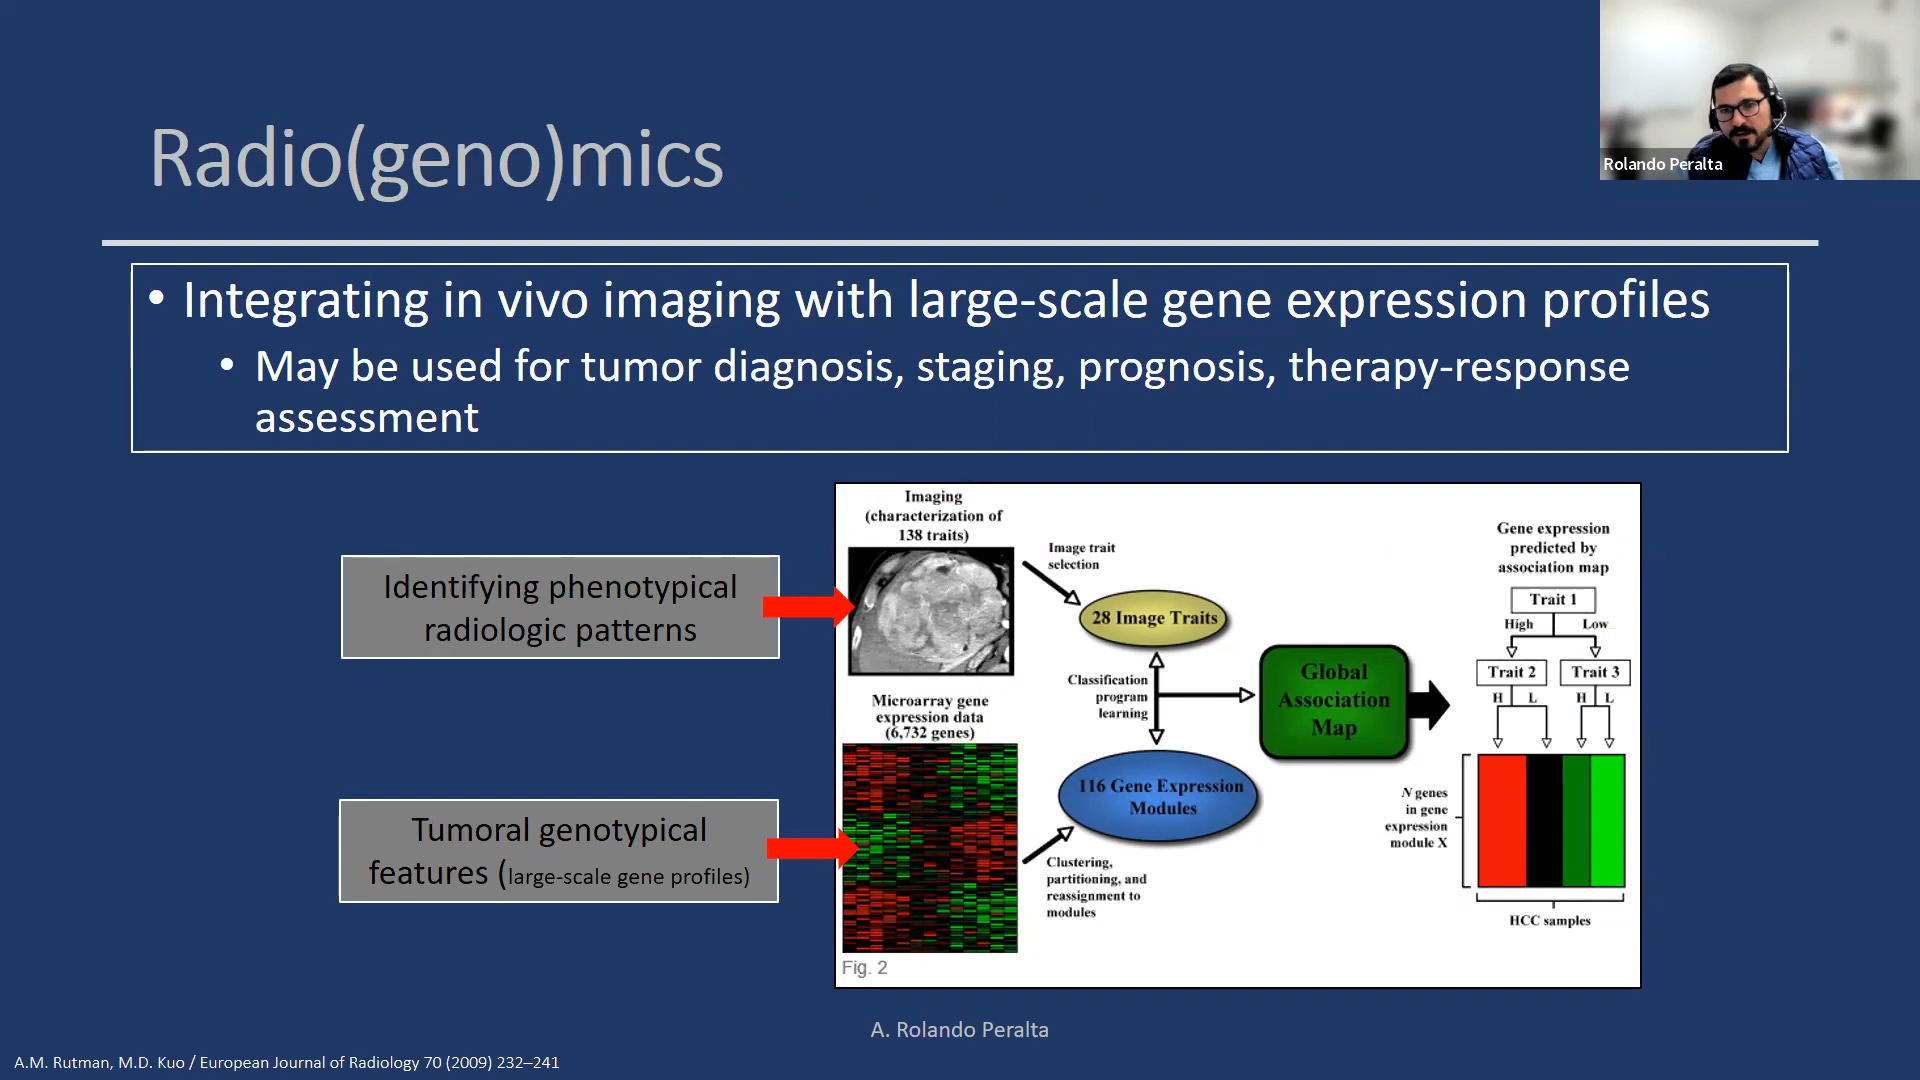 Radio(geno)mics
Rolando Peralta
• Integrating in vivo imaging with large-scale gene expression profiles
• May be used for tumor diagnosis, staging, prognosis, therapy-response
assessment
Identifying phenotypical
radiologic patterns
Tumoral genotypical
features (large-scale gene profiles)
Imaging
(characterization of
138 traits)
Image trait
selection
28 Image Traits
Microarray gene
expression data
(6,732 genes)
Classification
program
learning
116 Gene Expression
Modules
Clustering,
partitioning, and
reassignment to
modules
Global
Association
Map
Gene expression
predicted by
association map
Trait 1
High Low
Trait 2 Trait 3
H L H L
N genes
in gene
expression
module X
HCC samples
Fig. 2
A. Rolando Peralta
A.M. Rutman, M.D. Kuo / European Journal of Radiology 70 (2009) 232–241